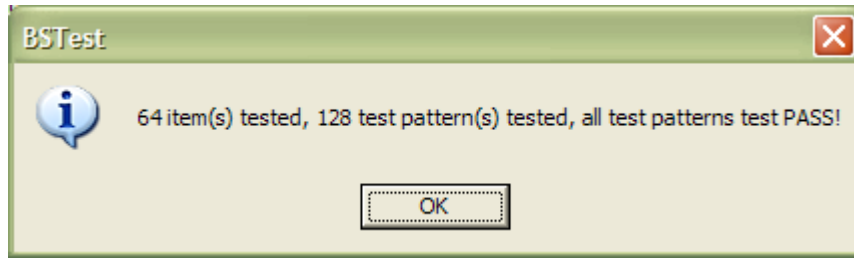 BSTest
64 item(s) tested, 128 test pattern(s) tested, all test patterns test PASS!
OK